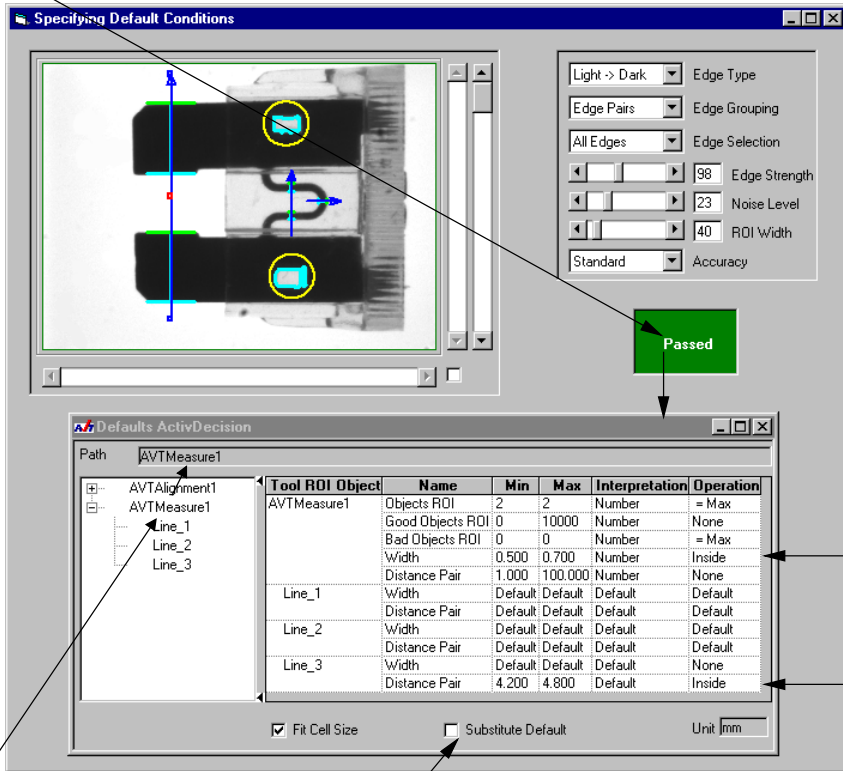 Specifying Default Conditions
Light -> Dark Edge Type
Edge Pairs Edge Grouping
All Edges Edge Selection
98 Edge Strength
23 Noise Level
40 ROI Width
Standard Accuracy
Passed
Defaults ActivDecision
Path AVTMeasure1
AVTAlignment1
AVTMeasure1
Line_1
Line_2
Line_3
Tool ROI Object Name Min Max Interpretation Operation
AVTMeasure1 Objects ROI 2 2 Number = Max
Good Objects ROI 0 10000 Number None
Bad Objects ROI 0 0 Number = Max
Width 0.500 0.700 Number Inside
Distance Pair 1.000 100.000 Number None
Line_1 Width Default Default Default Default
Distance Pair Default Default Default Default
Line_2 Width Default Default Default Default
Distance Pair Default Default Default Default
Line_3 Width Default Default Default None
Distance Pair 4.200 4.800 Default Inside
Fit Cell Size Substitute Default Unit mm